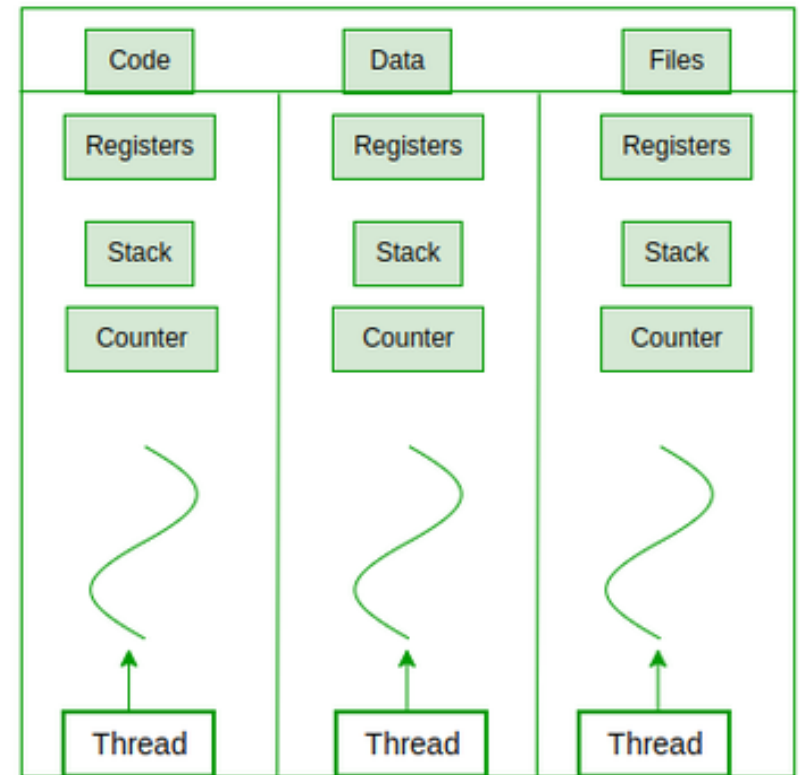 Code Data Files
Registers Registers Registers
Stack Stack Stack
Counter Counter Counter
Thread Thread Thread